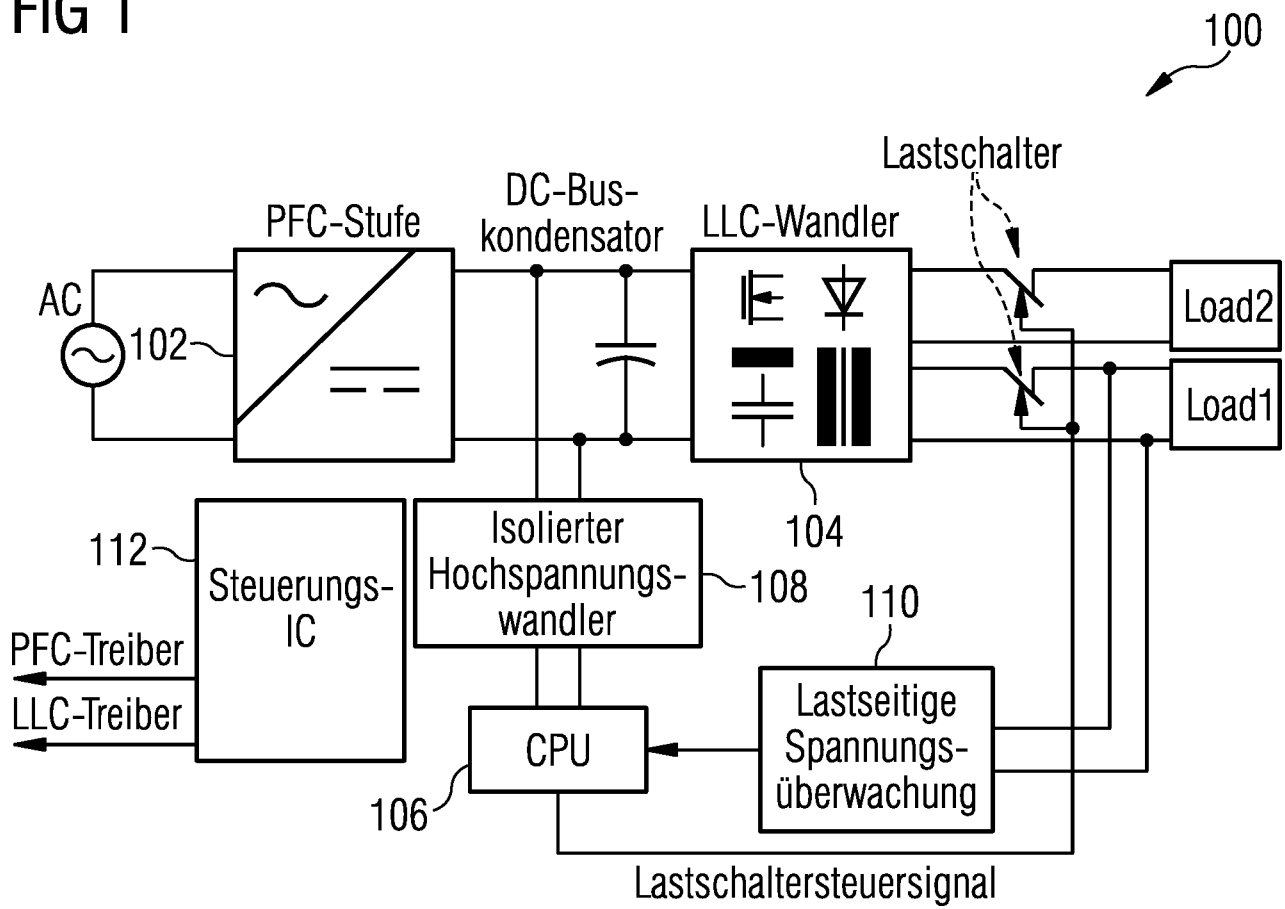 FIG 1
100
Lastschalter
DC-Bus-
kondensator
PFC-Stufe
LLC-Wandler
AC
102
Load2
Load1
104
112
Steuerungs-
IC
Isolierter
Hochspannungs-
wandler
108
110
PFC-Treiber
LLC-Treiber
CPU
106
Lastseitige
Spannungs-
überwachung
Lastschaltersteuersignal